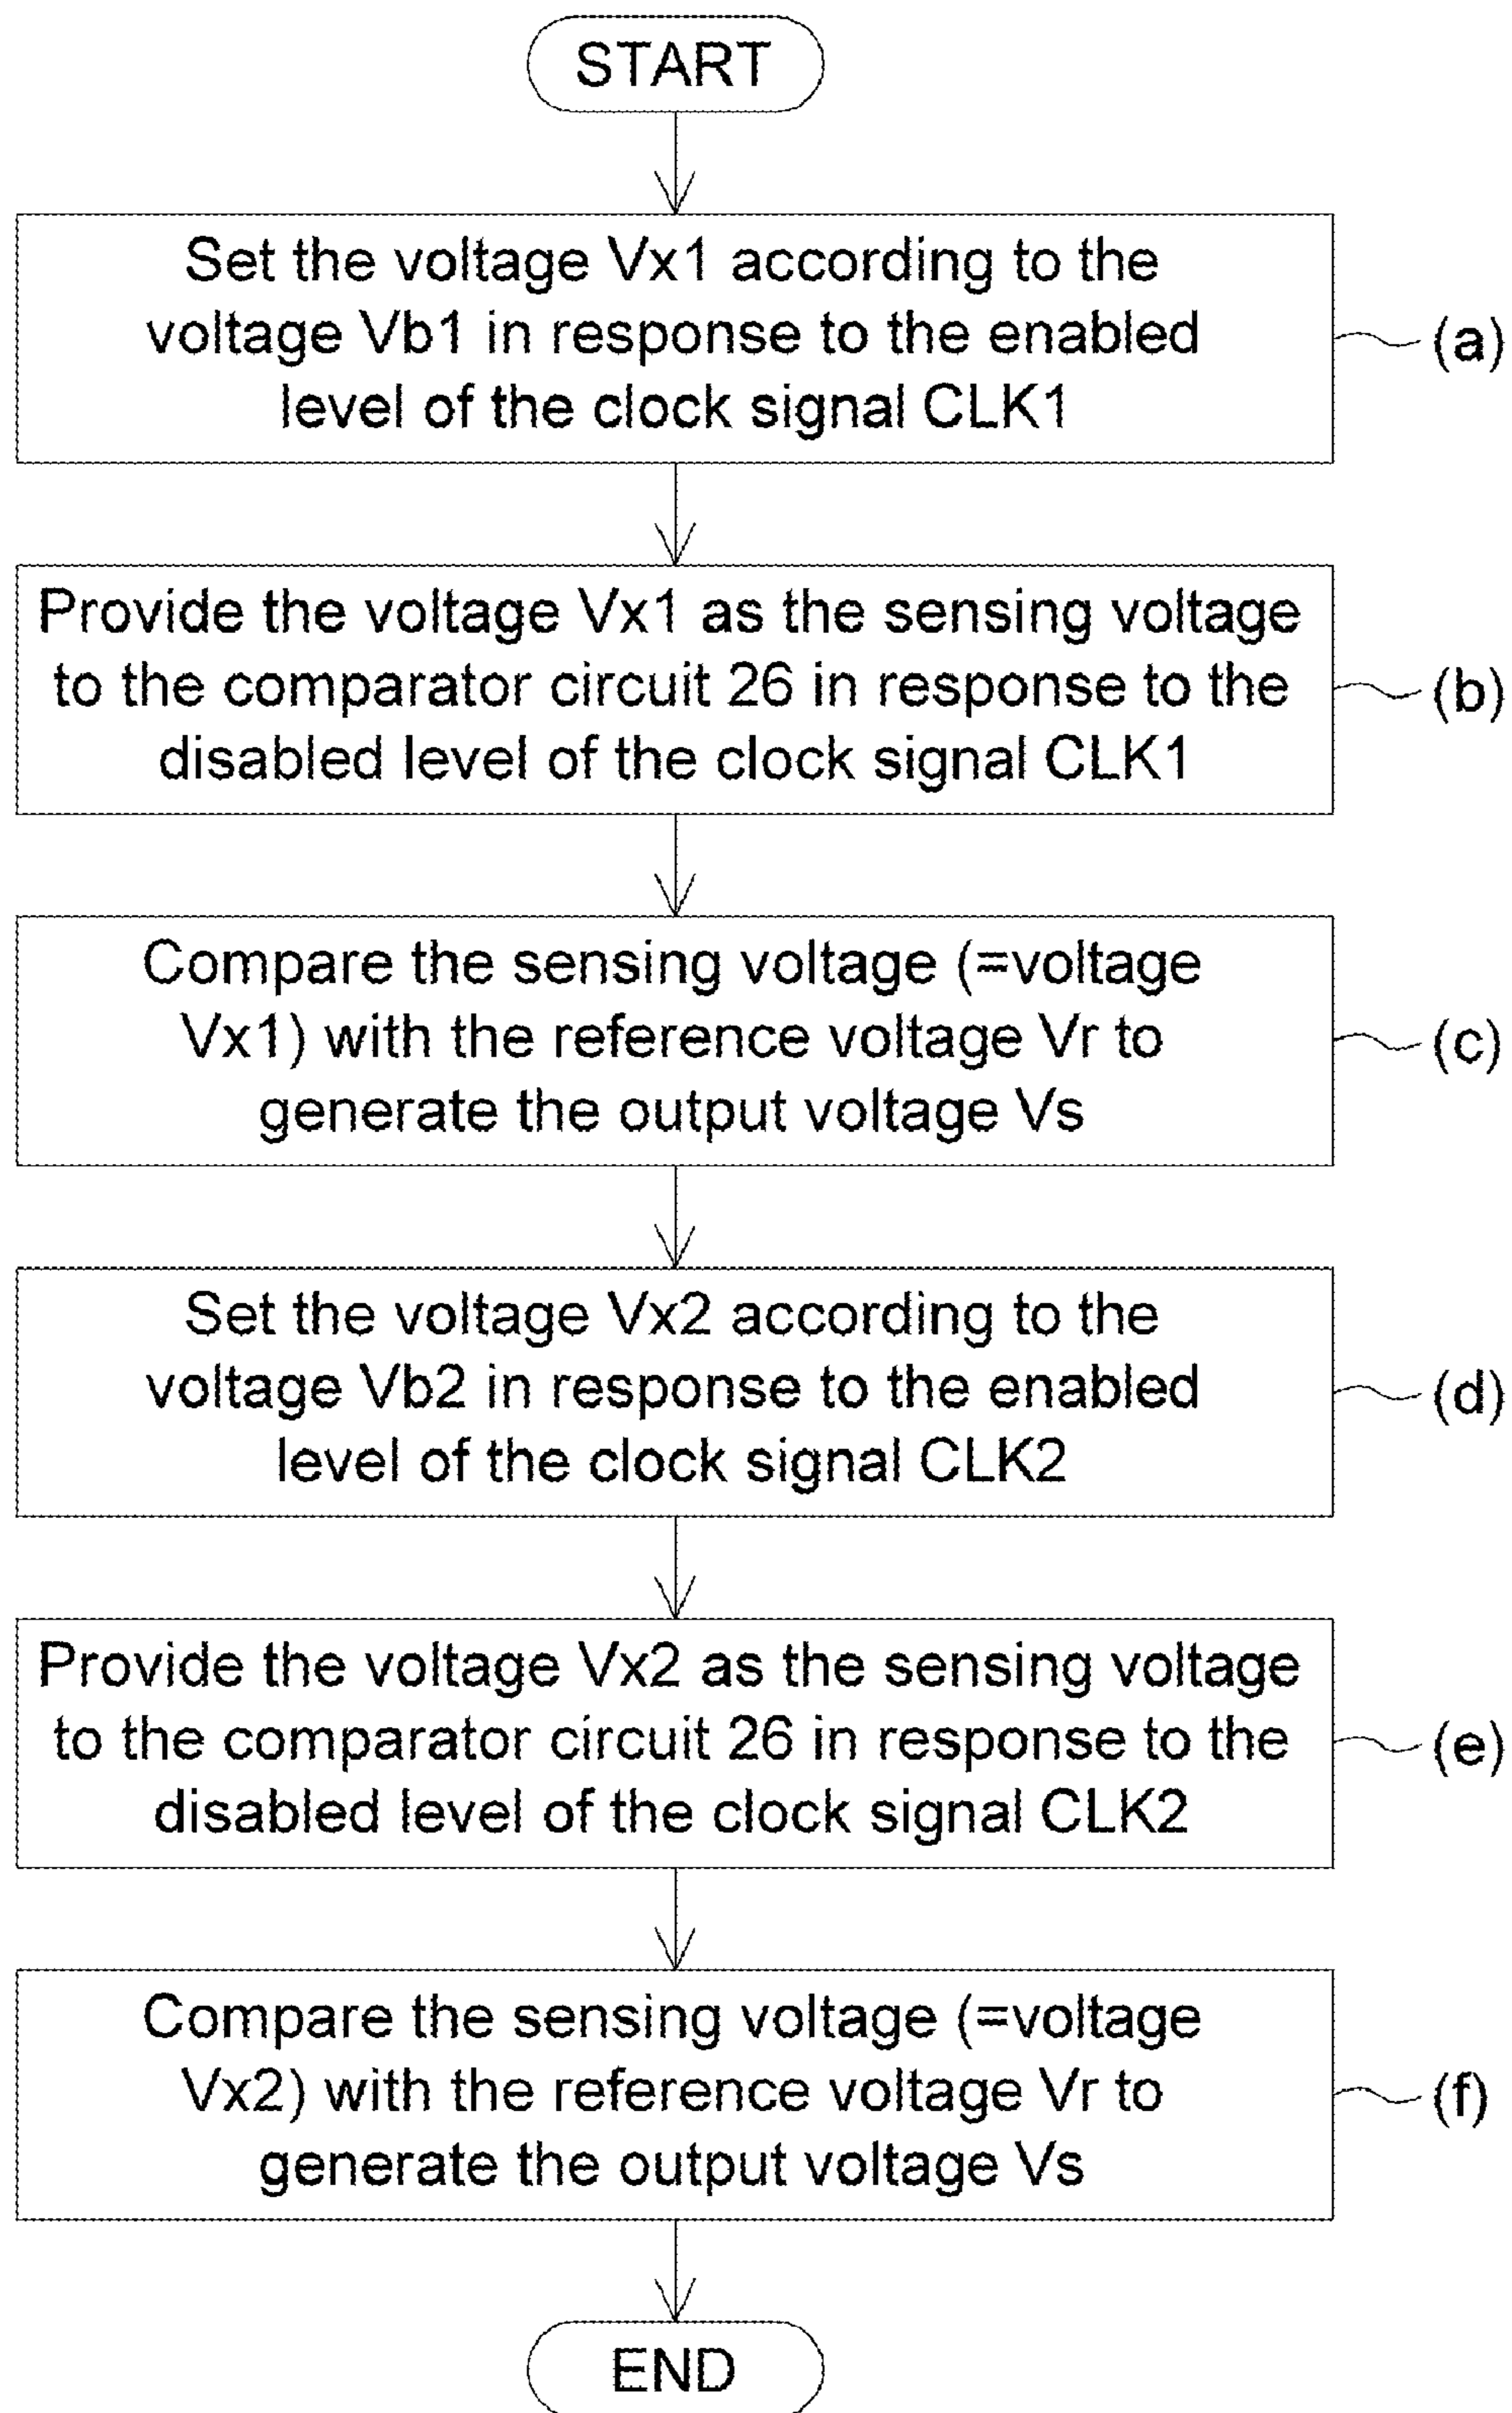 START
Set the voltage Vx1 according to the
voltage Vb1 in response to the enabled
level of the clock signal CLK1
(a)
Provide the voltage Vx1 as the sensing voltage
to the comparator circuit 26 in response to the
disabled level of the clock signal CLK1
(b)
Compare the sensing voltage (=voltage
Vx1) with the reference voltage Vr to
generate the output voltage Vs
(c)
Set the voltage Vx2 according to the
voltage Vb2 in response to the enabled
level of the clock signal CLK2
(d)
Provide the voltage Vx2 as the sensing voltage
to the comparator circuit 26 in response to the
disabled level of the clock signal CLK2
(e)
Compare the sensing voltage (=voltage
Vx2) with the reference voltage Vr to
generate the output voltage Vs
(f)
END